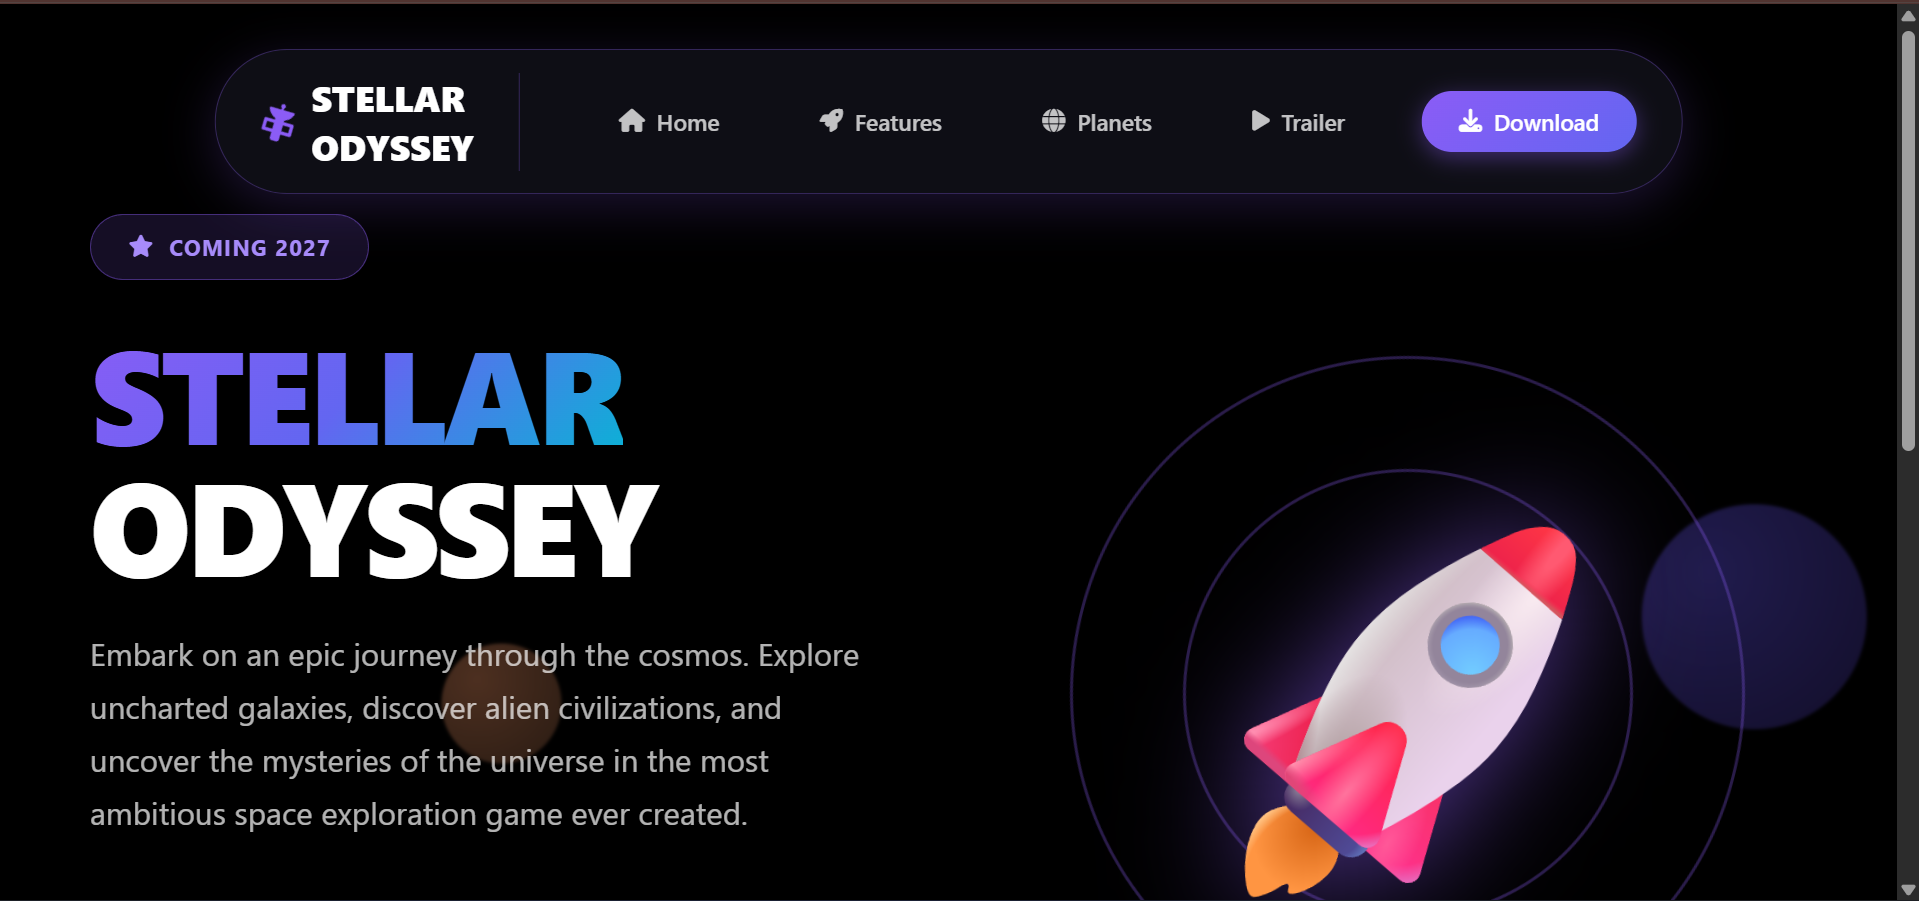 STELLAR
ODYSSEY
Home
Features
Planets
Trailer
Download
COMING 2027
STELLAR
ODYSSEY
Embark on an epic journey through the cosmos. Explore
uncharted galaxies, discover alien civilizations, and
uncover the mysteries of the universe in the most
ambitious space exploration game ever created.